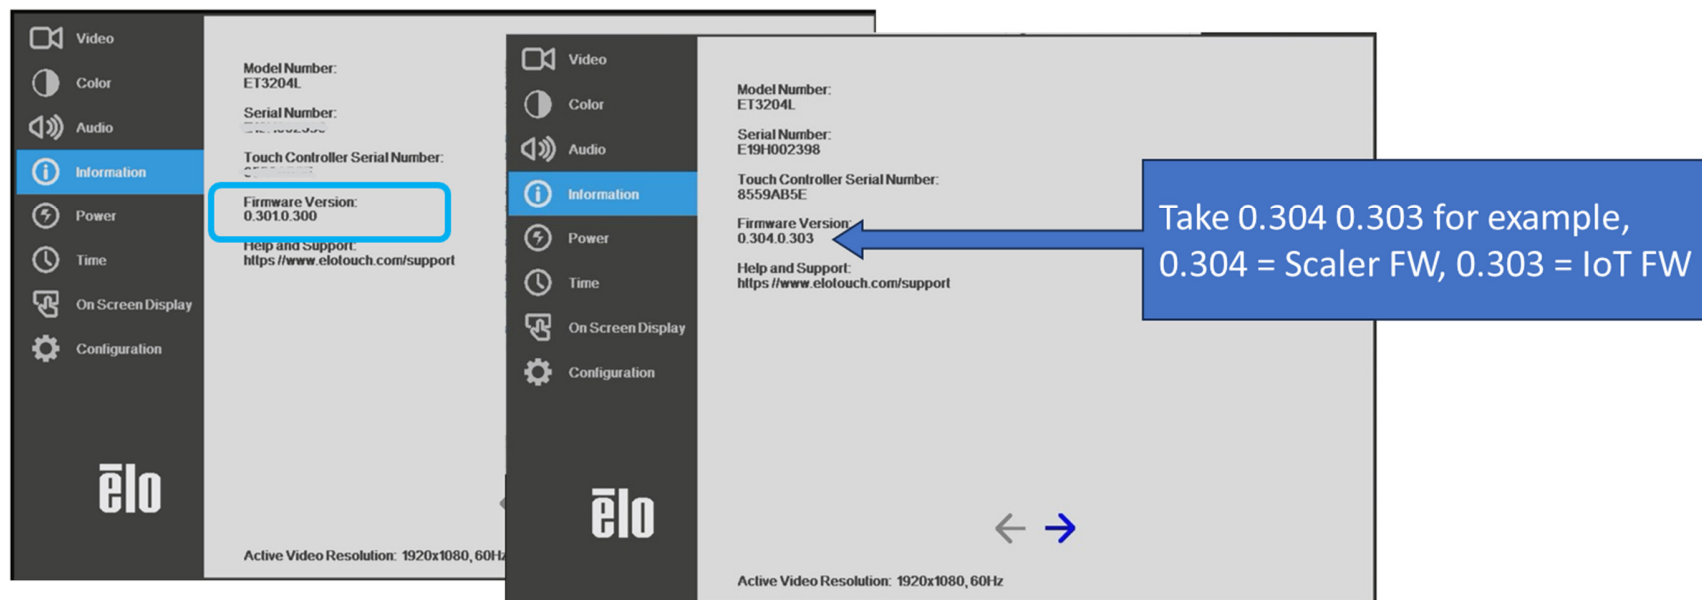 Video
Color
Audio
Information
Power
Time
On Screen Display
Configuration
ēlo
Model Number:
ET3204L
Serial Number:
Touch Controller Serial Number:
Firmware Version:
0.301.0.300
Help and Support:
https://www.elotouch.com/support
Active Video Resolution: 1920x1080, 60Hz
Video
Color
Audio
Information
Power
Time
On Screen Display
Configuration
ēlo
Model Number:
ET3204L
Serial Number:
E19H002398
Touch Controller Serial Number:
8559AB5E
Firmware Version:
0.304.0.303
Help and Support:
https://www.elotouch.com/support
Active Video Resolution: 1920x1080, 60Hz
Take 0.304 0.303 for example,
0.304 = Scaler FW, 0.303 = IoT FW